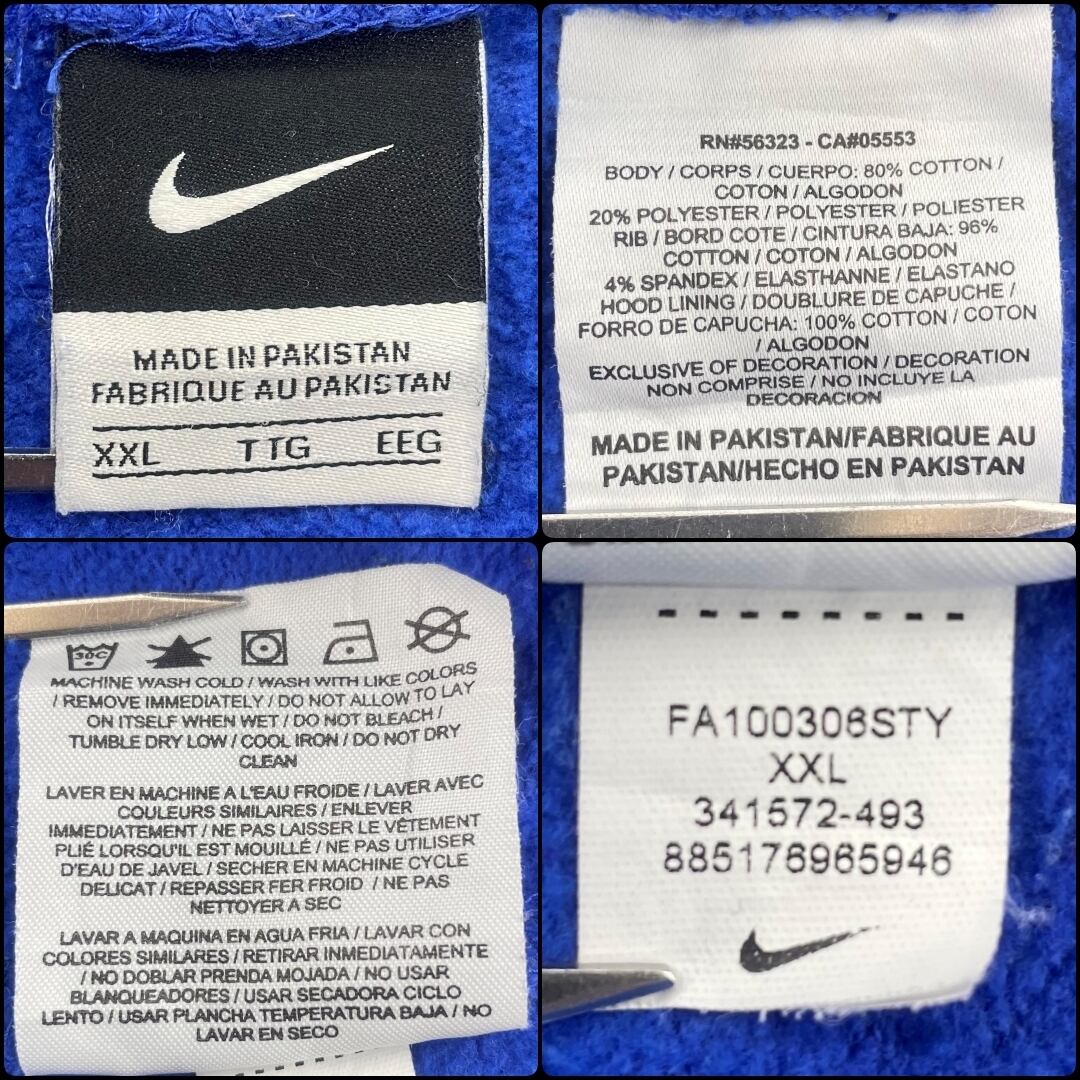 MADE IN PAKISTAN
FABRIQUE AU PAKISTAN
XXL TTG EEG
RN#56323 - CA#05553
BODY / CORPS / CUERPO: 80% COTTON /
COTON / ALGODON
20% POLYESTER / POLYESTER / POLIESTER
RIB / BORD COTE / CINTURA BAJA: 96%
COTTON / COTON / ALGODON
4% SPANDEX / ELASTHANNE / ELASTANO
HOOD LINING / DOUBLURE DE CAPUCHE /
FORRO DE CAPUCHA: 100% COTTON / COTON
/ ALGODON
EXCLUSIVE OF DECORATION / DECORATION
NON COMPRISE / NO INCLUYE LA
DECORACION
MADE IN PAKISTAN/FABRIQUE AU
PAKISTAN/HECHO EN PAKISTAN
30C
MACHINE WASH COLD / WASH WITH LIKE COLORS
/ REMOVE IMMEDIATELY / DO NOT ALLOW TO LAY
ON ITSELF WHEN WET / DO NOT BLEACH /
TUMBLE DRY LOW / COOL IRON / DO NOT DRY
CLEAN
LAVER EN MACHINE A L'EAU FROIDE / LAVER AVEC
COULEURS SIMILAIRES / ENLEVER
IMMEDIATEMENT / NE PAS LAISSER LE VÊTEMENT
PLIÉ LORSQU'IL EST MOUILLÉ / NE PAS UTILISER
D'EAU DE JAVEL / SECHER EN MACHINE CYCLE
DELICAT / REPASSER FER FROID / NE PAS
NETTOYER A SEC
LAVAR A MAQUINA EN AGUA FRIA / LAVAR CON
COLORES SIMILARES / RETIRAR INMEDIATAMENTE
/ NO DOBLAR PRENDA MOJADA / NO USAR
BLANQUEADORES / USAR SECADORA CICLO
LENTO / USAR PLANCHA TEMPERATURA BAJA / NO
LAVAR EN SECO
FA100306STY
XXL
341572-493
885176965946